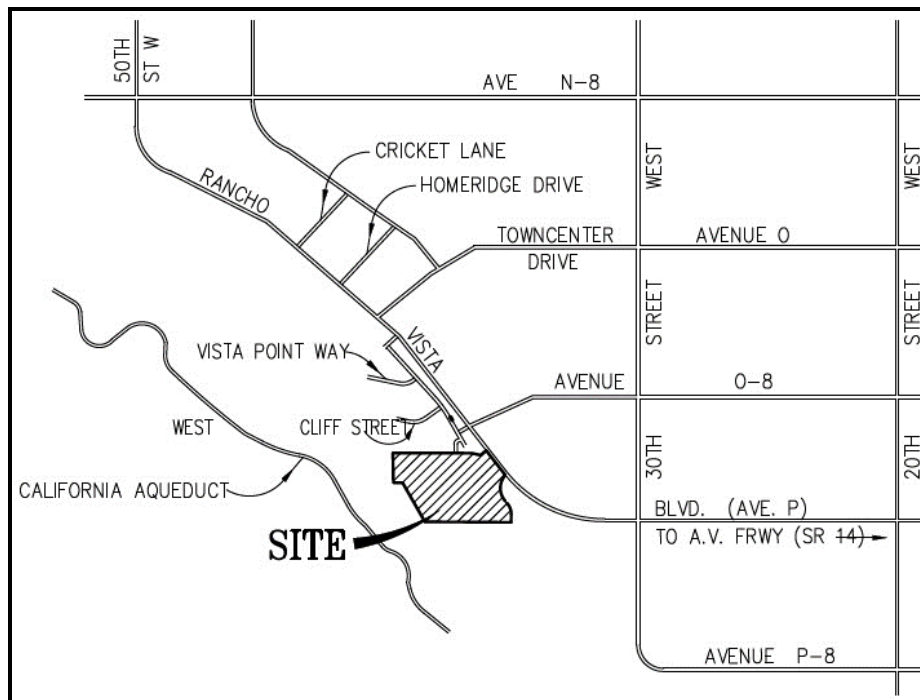 50TH
ST W
AVE N-8
CRICKET LANE
RANCHO
HOMERIDGE DRIVE
WEST
WEST
TOWNCENTER
DRIVE
AVENUE O
STREET
STREET
VISTA
VISTA POINT WAY
AVENUE O-8
WEST
CLIFF STREET
CALIFORNIA AQUEDUCT
30TH
20TH
BLVD. (AVE. P)
TO A.V. FRWY (SR 14)
SITE
AVENUE P-8